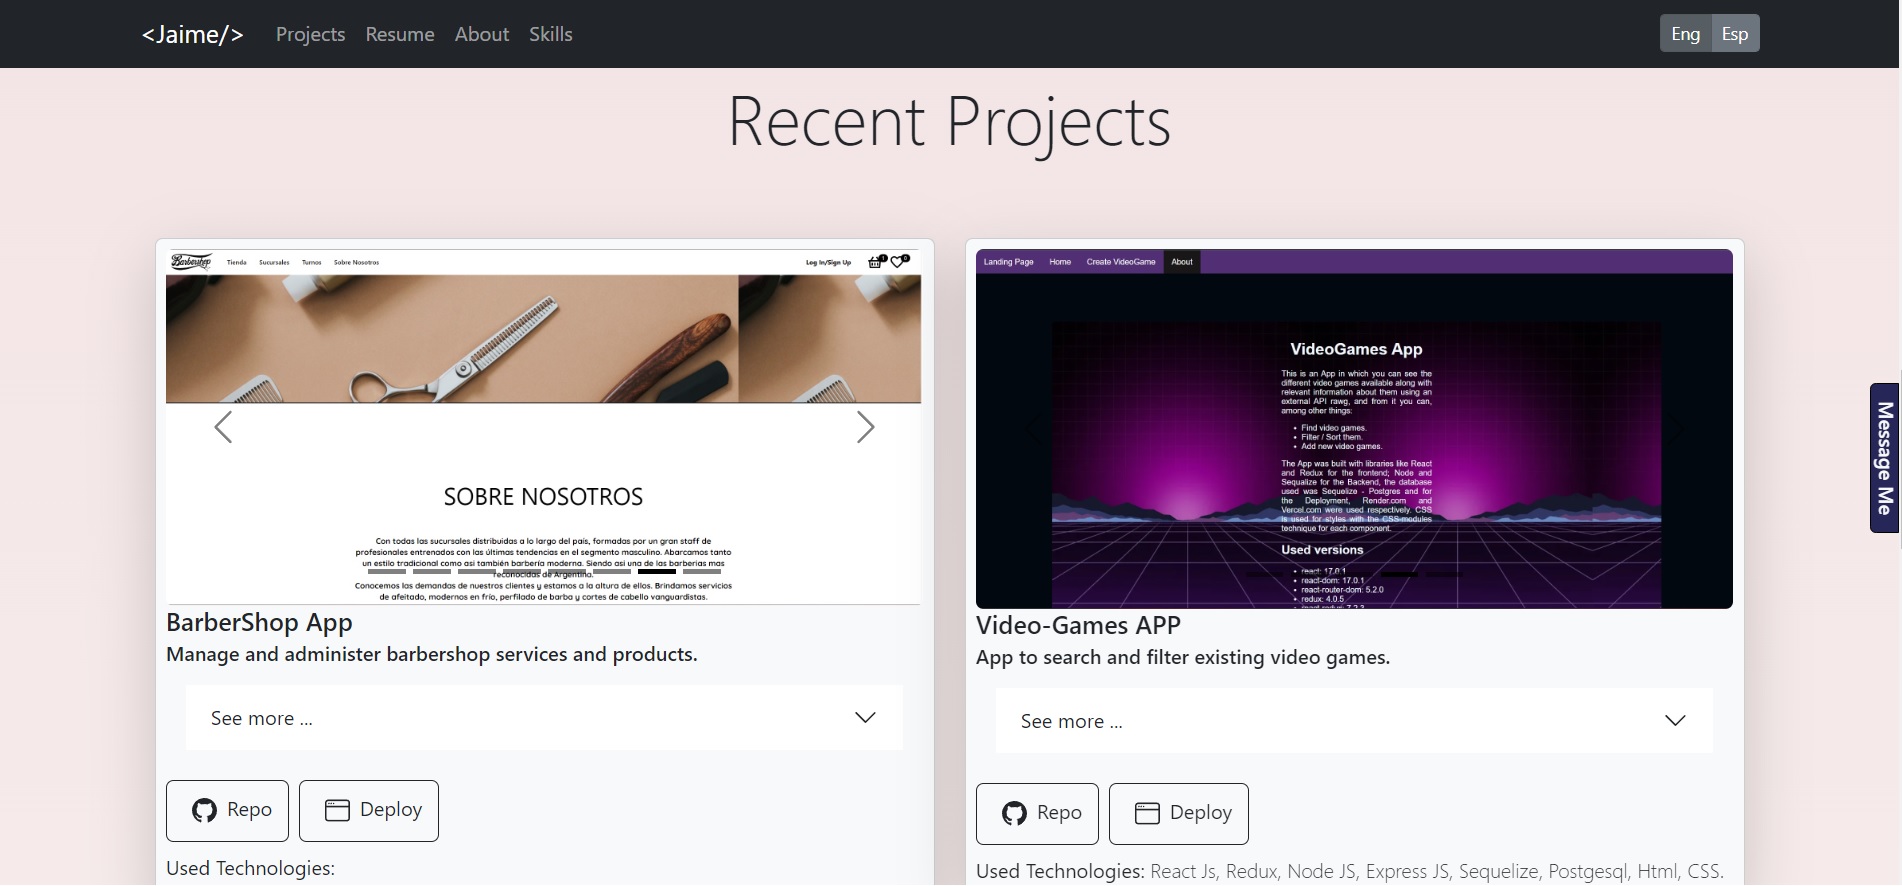 <Jaime/>
Projects
Resume
About
Skills
Eng
Esp
Recent Projects
Barbershop
Tienda
Sucursales
Turnos
Sobre Nosotros
Log In/Sign Up
SOBRE NOSOTROS
Con todas las sucursales distribuidas a lo largo del país, formadas por un gran staff de
profesionales entrenados con las últimas tendencias en el segmento masculino. Abarcamos tanto
un estilo tradicional como asi también barbería moderna. Siendo asi una de las barberias mas
reconocidas de Argentina.
Conocemos las demandas de nuestros clientes y estamos a la altura de ellos. Brindamos servicios
de afeitado, modernos en frío, perfilado de barba y cortes de cabello vanguardistas.
BarberShop App
Manage and administer barbershop services and products.
See more ...
Repo
Deploy
Used Technologies:
Landing Page
Home
Create VideoGame
About
VideoGames App
This is an App in which you can see the
different video games available along with
relevant information about them using an
external API rawg, and from it you can,
among other things:
• Find video games.
• Filter / Sort them.
• Add new video games.
The App was built with libraries like React
and Redux for the frontend; Node and
Sequalize for the Backend, the database
used was Sequelize - Postgres and for
the Deployment, Render.com and
Vercel.com were used respectively. CSS
is used for styles with the CSS-modules
technique for each component.
Used versions
• react: 17.0.1
• react-dom: 17.0.1
• react-router-dom: 5.2.0
• redux: 4.0.5
Video-Games APP
App to search and filter existing video games.
See more ...
Repo
Deploy
Used Technologies: React Js, Redux, Node JS, Express JS, Sequelize, Postgesql, Html, CSS.
Message Me